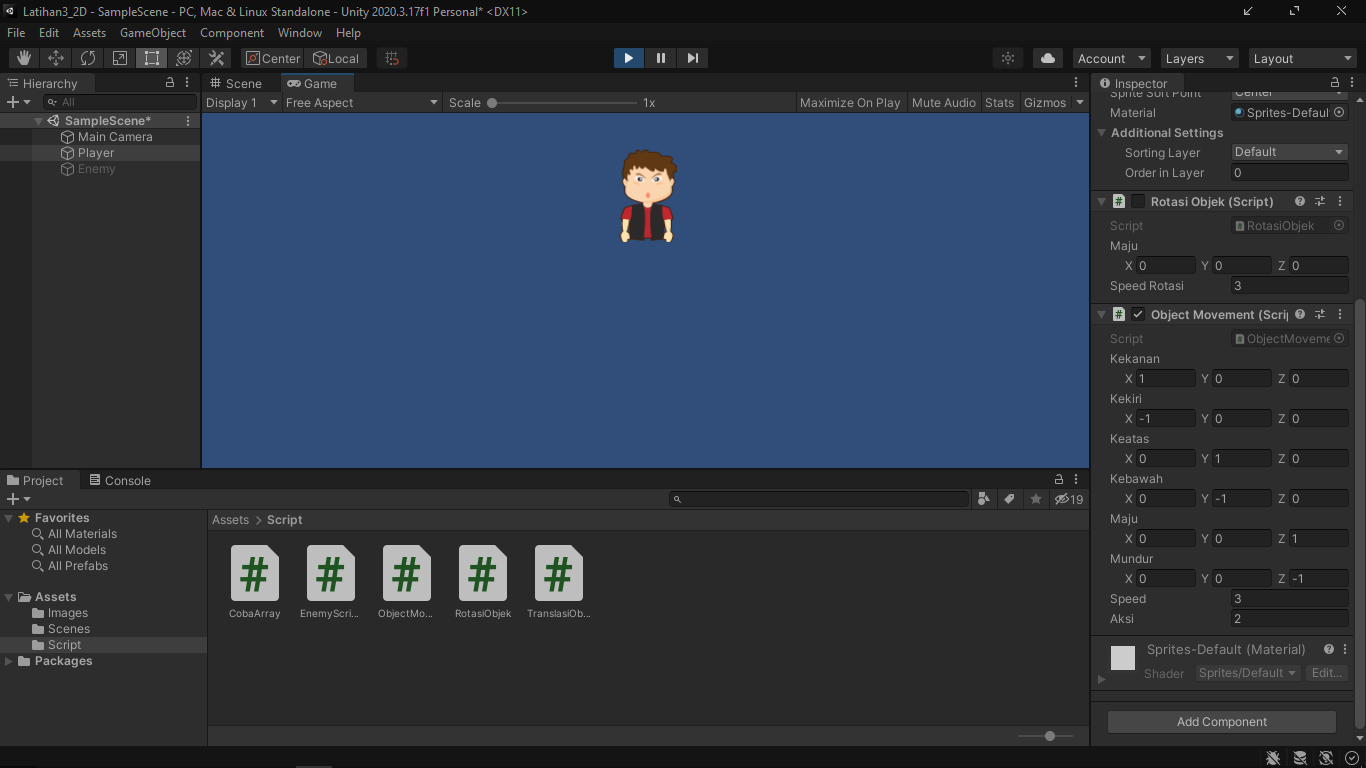 Latihan3_2D - SampleScene - PC, Mac & Linux Standalone - Unity 2020.3.17f1 Personal* <DX11>
File Edit Assets GameObject Component Window Help
Center Local Account Layers Layout
Hierarchy
All
SampleScene*
Main Camera
Player
Enemy
Scene Game
Display 1 Free Aspect Scale 1x Maximize On Play Mute Audio Stats Gizmos
Inspector
Sprite Sort Point Center
Material Sprites-Defaul
Additional Settings
Sorting Layer Default
Order in Layer 0
# Rotasi Objek (Script)
Script RotasiObjek
Maju
X 0 Y 0 Z 0
Speed Rotasi 3
# Object Movement (Scrip
Script ObjectMoveme
Kekanan
X 1 Y 0 Z 0
Kekiri
X -1 Y 0 Z 0
Keatas
X 0 Y 1 Z 0
Kebawah
X 0 Y -1 Z 0
Maju
X 0 Y 0 Z 1
Mundur
X 0 Y 0 Z -1
Speed 3
Aksi 2
Sprites-Default (Material)
Shader Sprites/Default Edit...
Add Component
Project Console
19
Favorites
All Materials
All Models
All Prefabs
Assets
Images
Scenes
Script
Packages
Assets > Script
# # # # #
CobaArray EnemyScri... ObjectMo... RotasiObjek TranslasiOb...